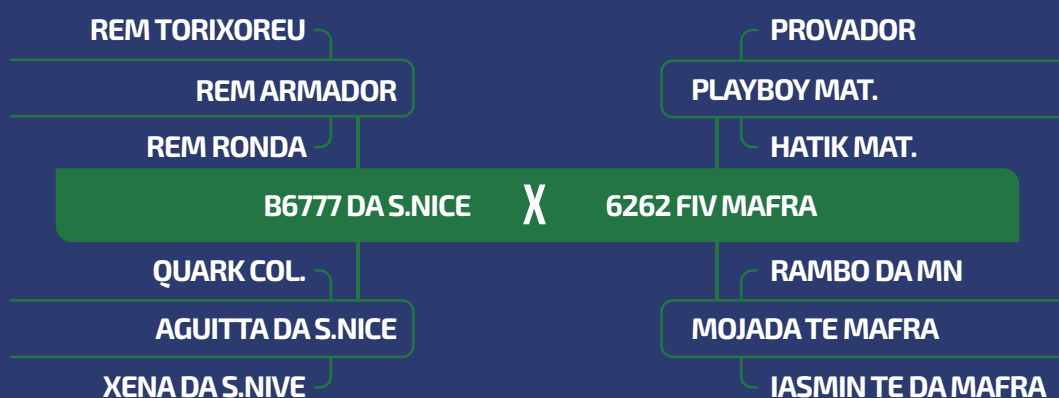 REM TORIXOREU
PROVADOR
REM ARMADOR
PLAYBOY MAT.
REM RONDA
HATIK MAT.
B6777 DA S.NICE X 6262 FIV MAFRA
QUARK COL.
RAMBO DA MN
AGUITTA DA S.NICE
MOJADA TE MAFRA
XENA DA S.NIVE
IASMIN TE DA MAFRA